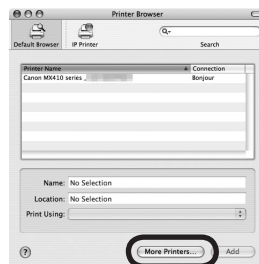 Printer Browser
Default Browser
IP Printer
Search
Printer Name
Connection
Canon MX410 series _
Bonjour
Name: No Selection
Location: No Selection
Print Using:
?
More Printers...
Add